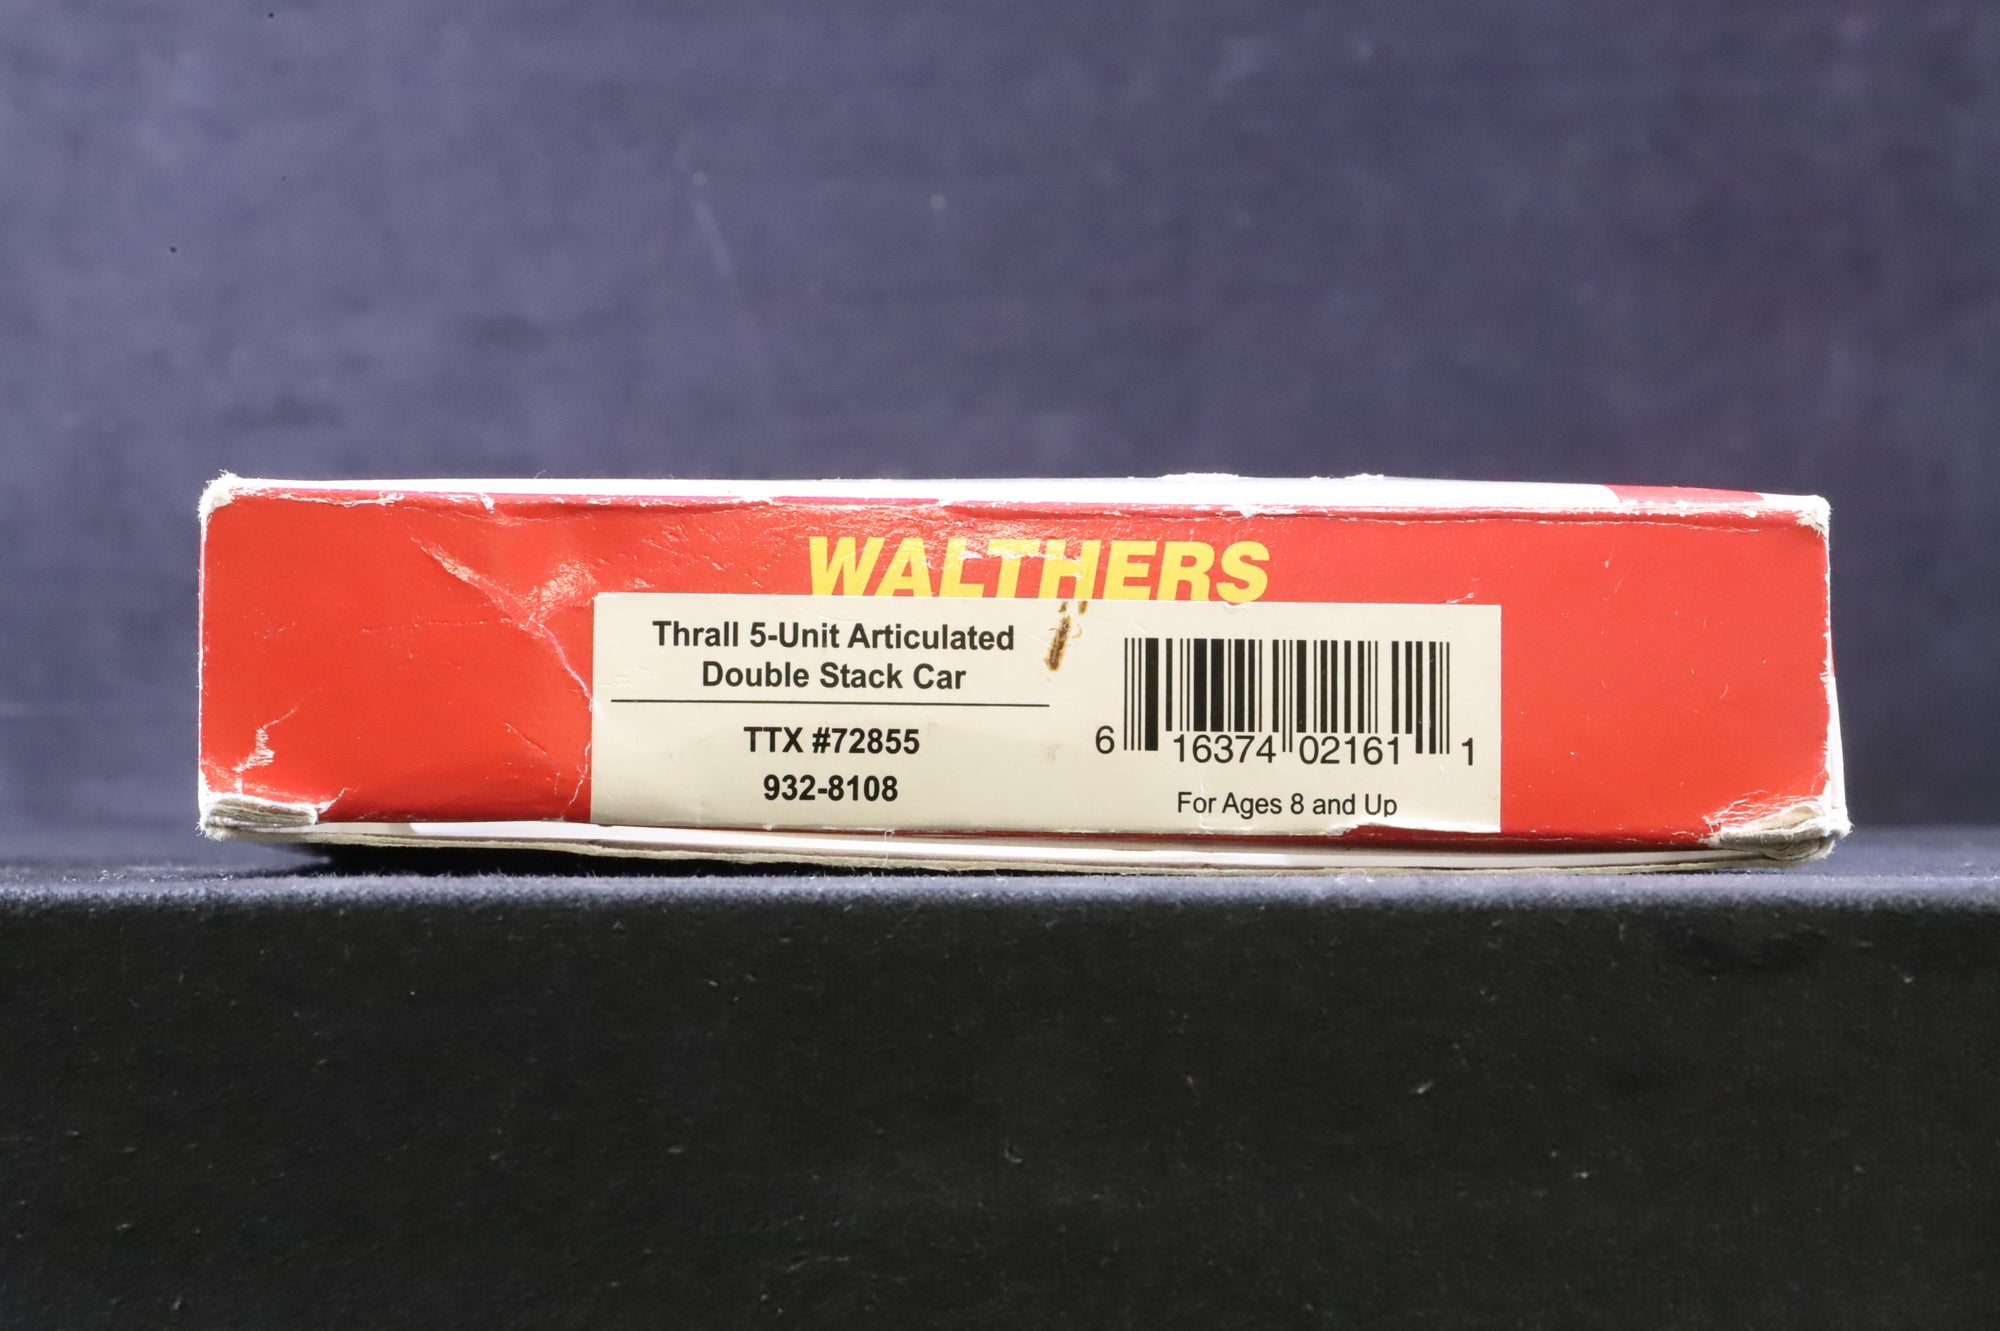 WALTHERS
Thrall 5-Unit Articulated
Double Stack Car
TTX #72855
932-8108
6 16374 02161 1
For Ages 8 and Up